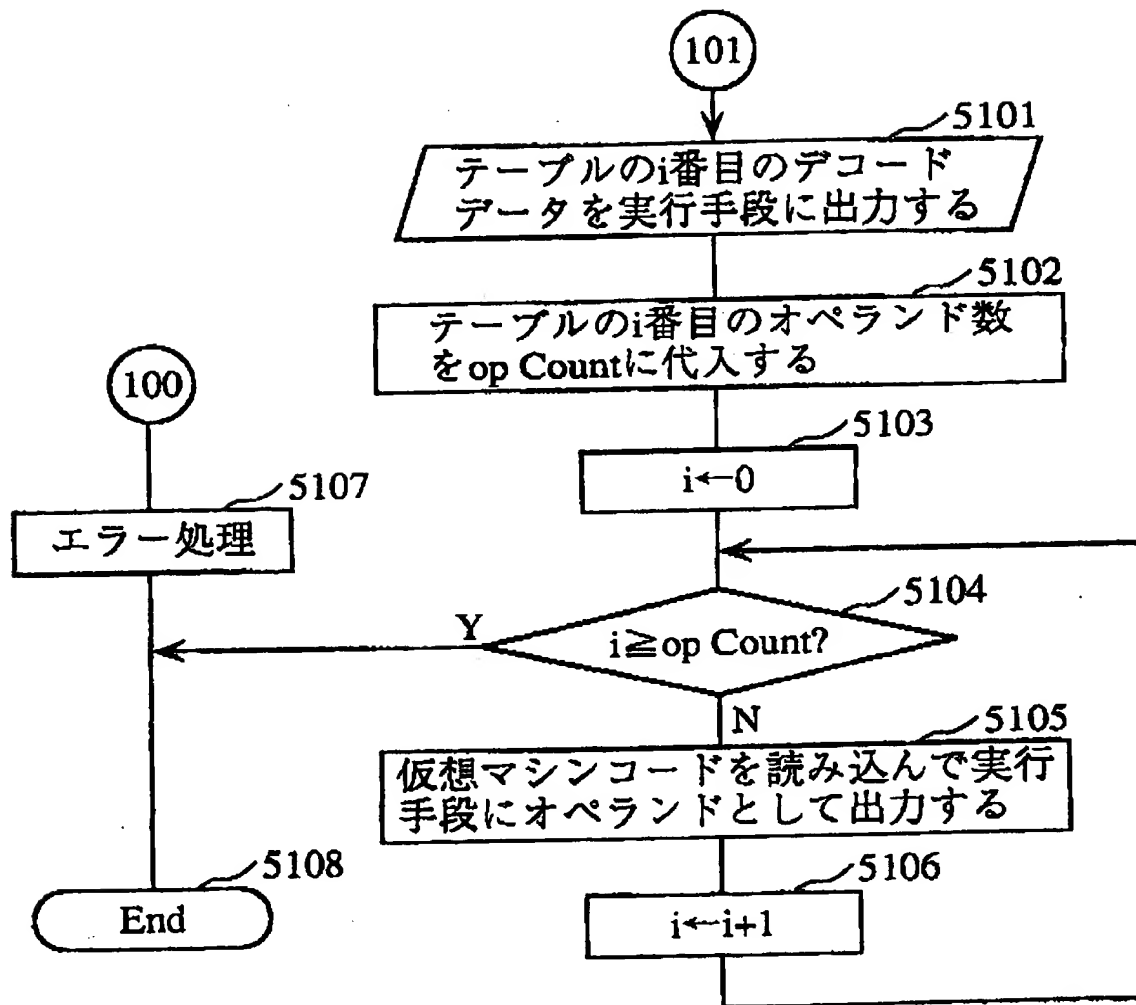 101
5101
テーブルのi番目のデコード
データを実行手段に出力する
5102
テーブルのi番目のオペランド数
をop Countに代入する
100
5103
i←0
5107
エラー処理
5104
Y
i≧op Count?
N
5105
仮想マシンコードを読み込んで実行
手段にオペランドとして出力する
5106
i←i+1
5108
End